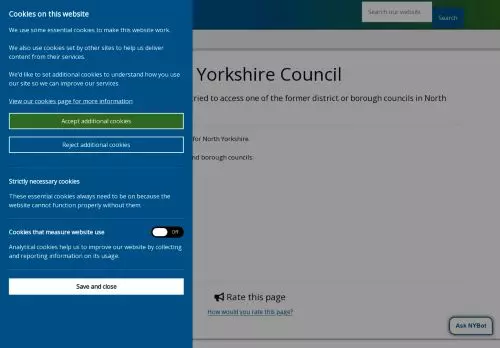 Cookies on this website
We use some essential cookies to make this website work.
We also use cookies set by other sites to help us deliver
content from their services.
We'd like to set additional cookies to understand how you use
our site so we can improve our services.
View our cookies page for more information
Accept additional cookies
Reject additional cookies
Strictly necessary cookies
These essential cookies always need to be on because the
website cannot function properly without them.
Cookies that measure website use
Off
Analytical cookies help us to improve our website by collecting
and reporting information on its usage.
Save and close
Search our website
Search
Yorkshire Council
tried to access one of the former district or borough councils in North
for North Yorkshire.
nd borough councils.
Rate this page
How would you rate this page?
Ask NYBot